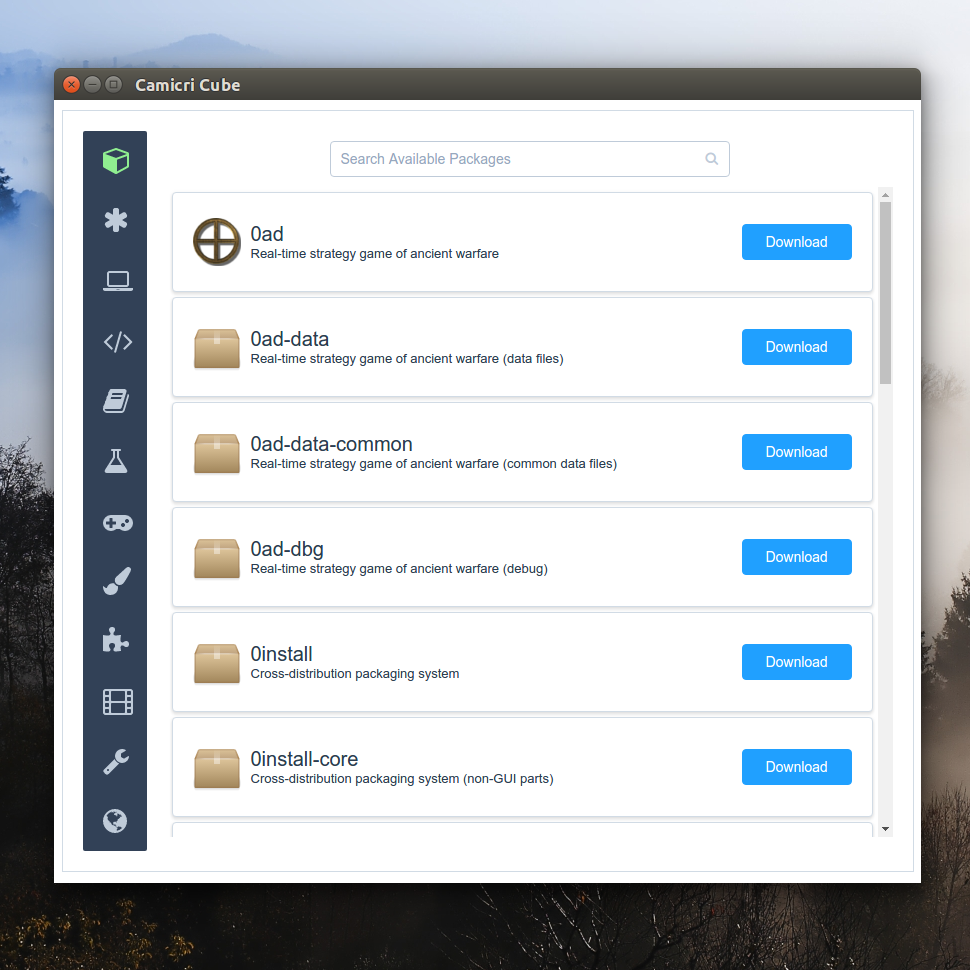 Camicri Cube
Search Available Packages
0ad
Real-time strategy game of ancient warfare
Download
0ad-data
Real-time strategy game of ancient warfare (data files)
Download
0ad-data-common
Real-time strategy game of ancient warfare (common data files)
Download
0ad-dbg
Real-time strategy game of ancient warfare (debug)
Download
0install
Cross-distribution packaging system
Download
0install-core
Cross-distribution packaging system (non-GUI parts)
Download